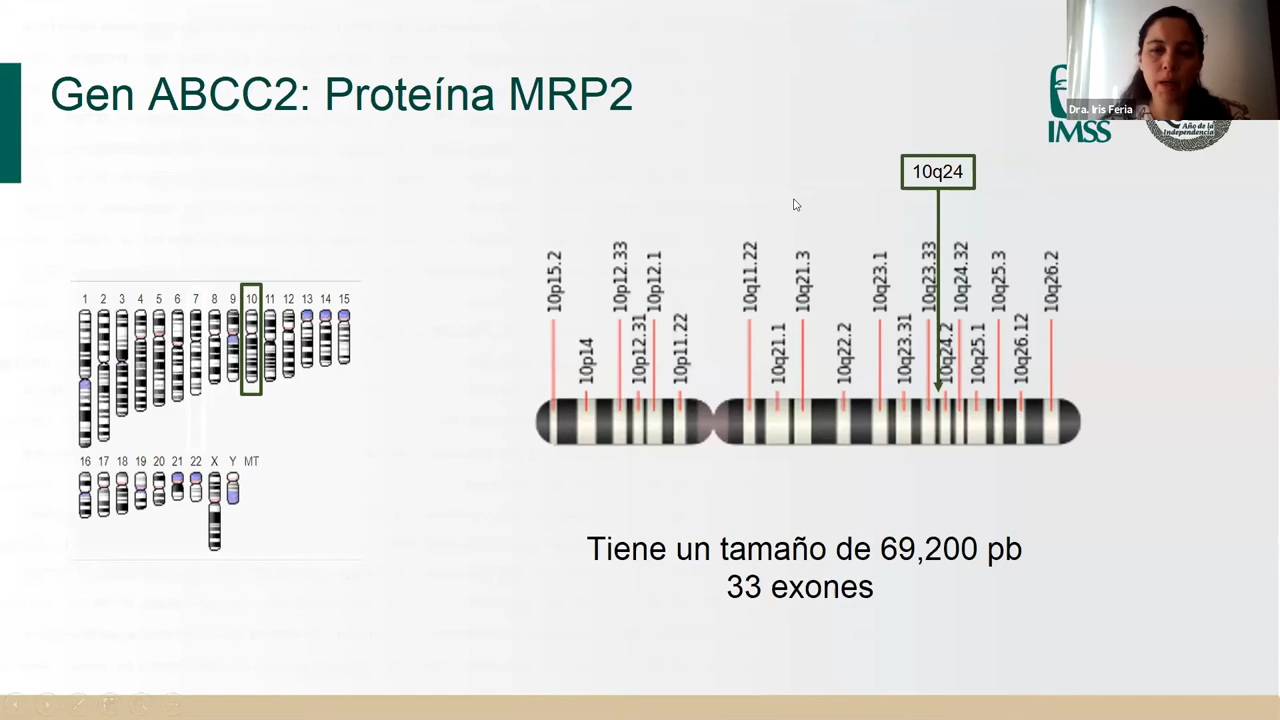 Gen ABCC2: Proteína MRP2
Dra. Iris Feria
IMSS
Año de la
Independencia
10q24
10p15.2
10p14
10p12.33
10p12.31
10p12.1
10p11.22
10q11.22
10q21.1
10q21.3
10q22.2
10q23.1
10q23.31
10q23.33
10q24.2
10q24.32
10q25.1
10q25.3
10q26.12
10q26.2
1 2 3 4 5 6 7 8 9 10 11 12 13 14 15
16 17 18 19 20 21 22 X Y MT
Tiene un tamaño de 69,200 pb
33 exones